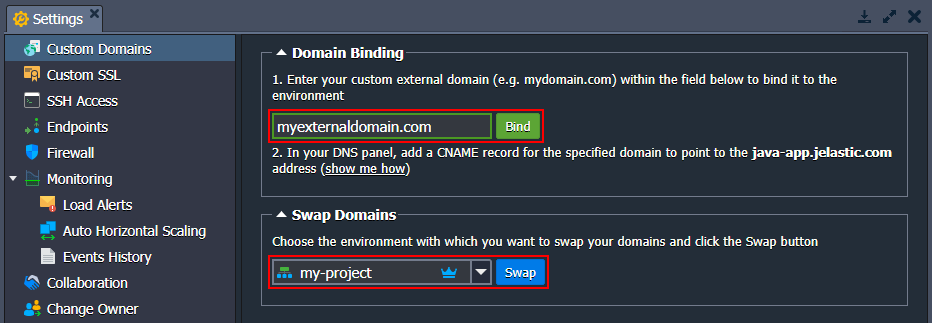 Settings
Custom Domains
Custom SSL
SSH Access
Endpoints
Firewall
Monitoring
Load Alerts
Auto Horizontal Scaling
Events History
Collaboration
Change Owner
Domain Binding
1. Enter your custom external domain (e.g. mydomain.com) within the field below to bind it to the
environment
myexternaldomain.com Bind
2. In your DNS panel, add a CNAME record for the specified domain to point to the java-app.jelastic.com
address (show me how)
Swap Domains
Choose the environment with which you want to swap your domains and click the Swap button
my-project Swap